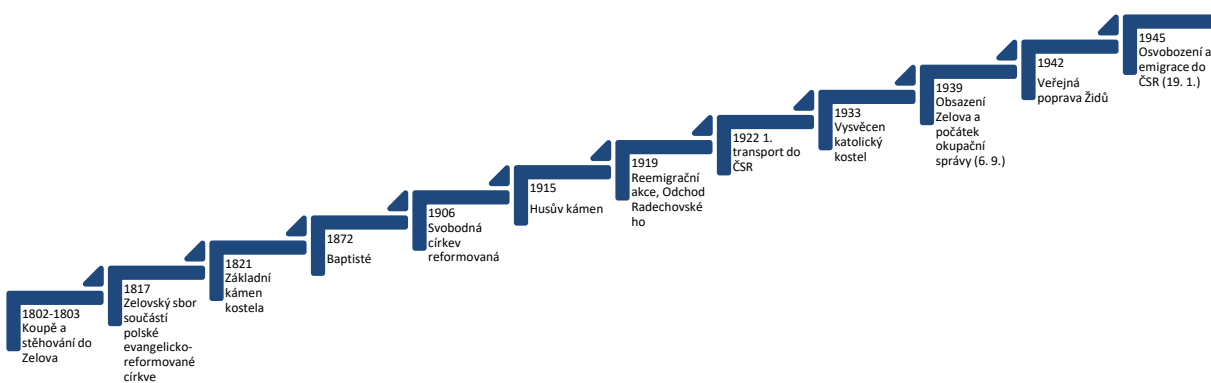 1802-1803
Koupě a
stěhování do
Zelova
1817
Zelovský sbor
součástí
polské
evangelicko-
reformované
církve
1821
Základní
kámen
kostela
1872
Baptisté
1906
Svobodná
církev
reformovaná
1915
Husův kámen
1919
Reemigrační
akce, Odchod
Radechovské
ho
1922 1.
transport do
ČSR
1933
Vysvěcen
katolický
kostel
1939
Obsazení
Zelova a
počátek
okupační
správy (6. 9.)
1942
Veřejná
poprava Židů
1945
Osvobození a
emigrace do
ČSR (19. 1.)